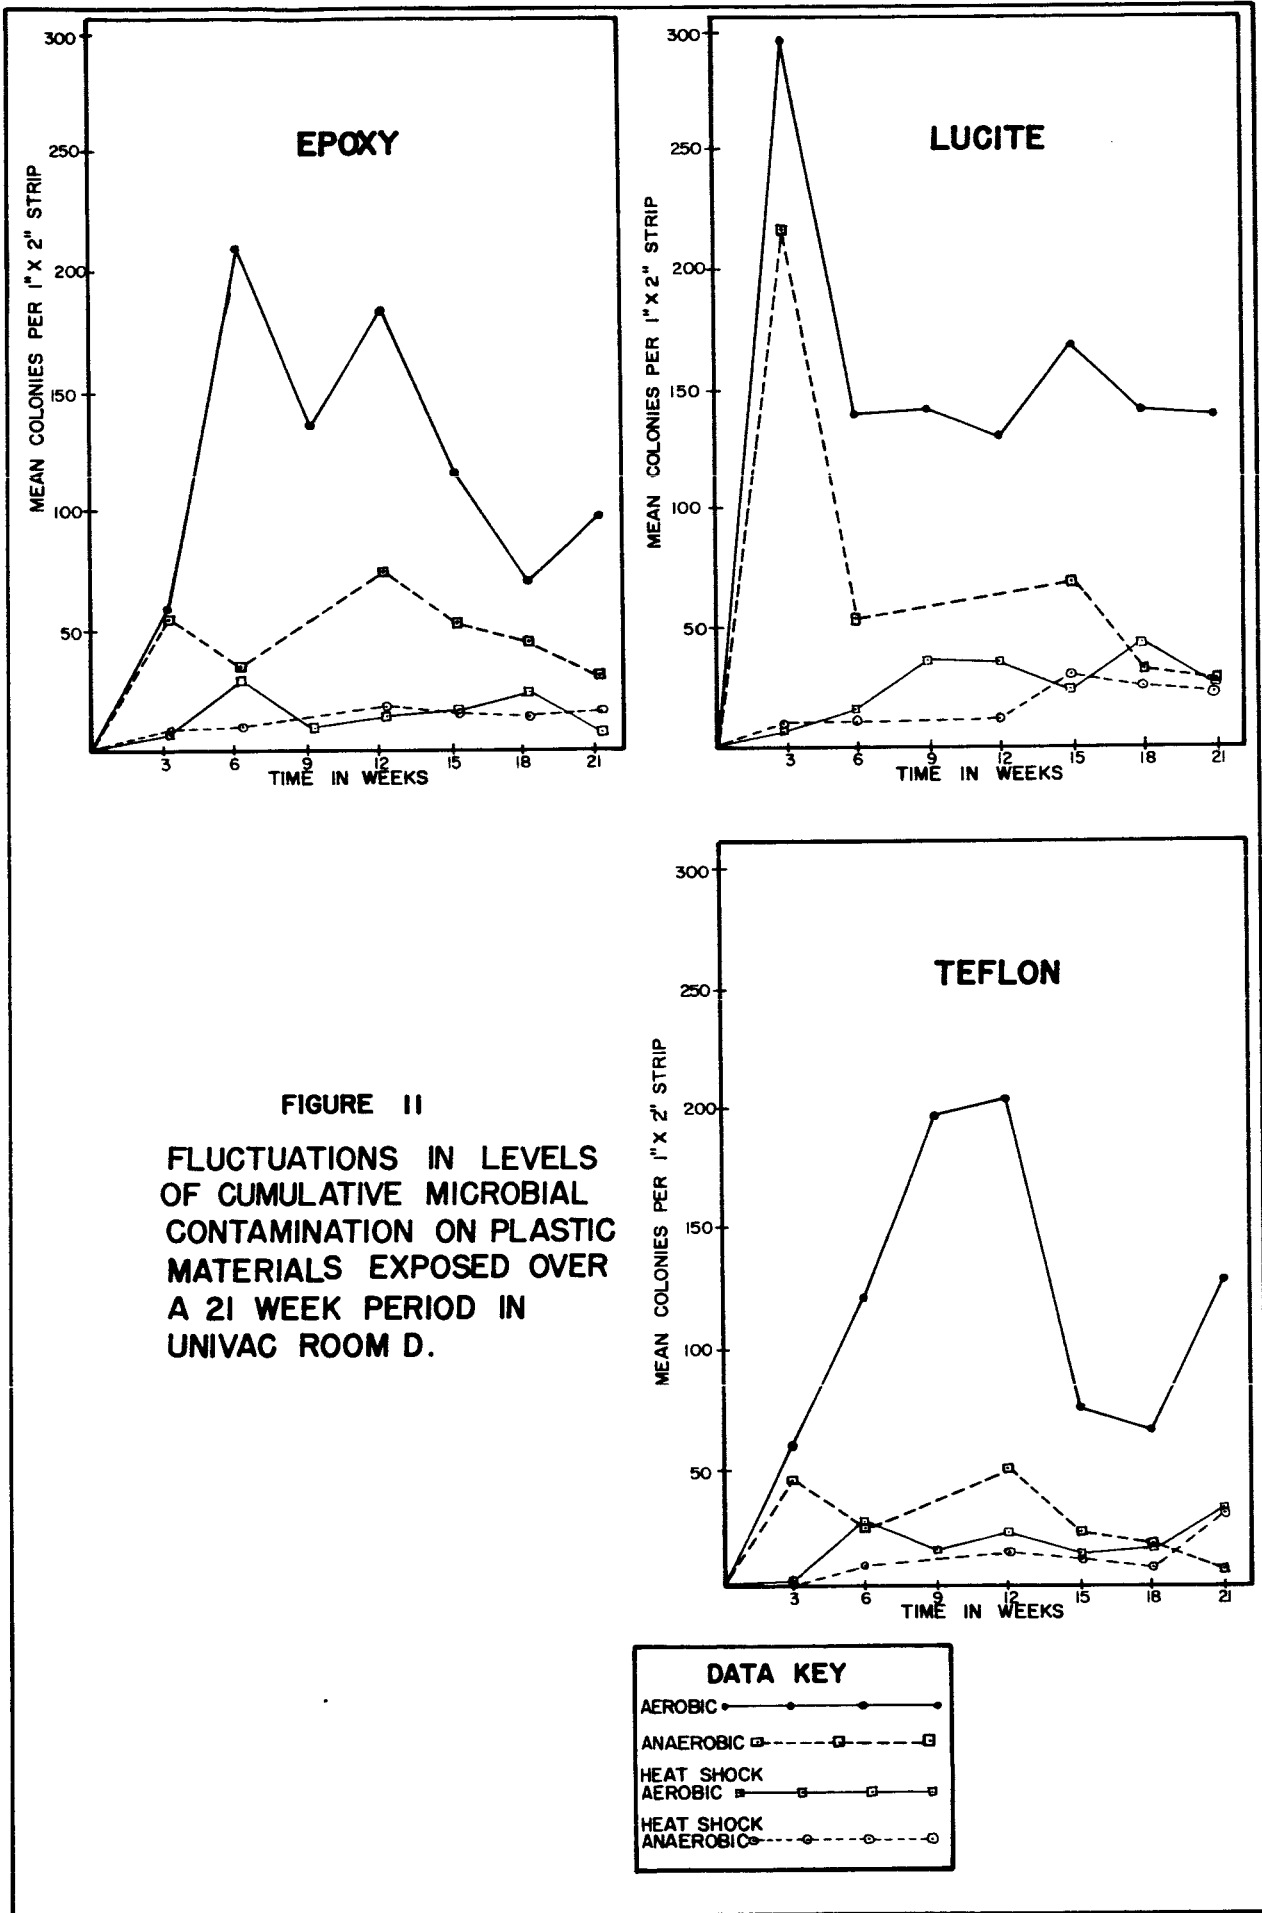 EPOXY
MEAN COLONIES PER 1" X 2" STRIP
300
250
200
150
100
50
3 6 9 12 15 18 21
TIME IN WEEKS
LUCITE
MEAN COLONIES PER 1" X 2" STRIP
300
250
200
150
100
50
3 6 9 12 15 18 21
TIME IN WEEKS
TEFLON
MEAN COLONIES PER 1" X 2" STRIP
300
250
200
150
100
50
3 6 9 12 15 18 21
TIME IN WEEKS
FIGURE 11
FLUCTUATIONS IN LEVELS
OF CUMULATIVE MICROBIAL
CONTAMINATION ON PLASTIC
MATERIALS EXPOSED OVER
A 21 WEEK PERIOD IN
UNIVAC ROOM D.
DATA KEY
AEROBIC
ANAEROBIC
HEAT SHOCK
AEROBIC
HEAT SHOCK
ANAEROBIC